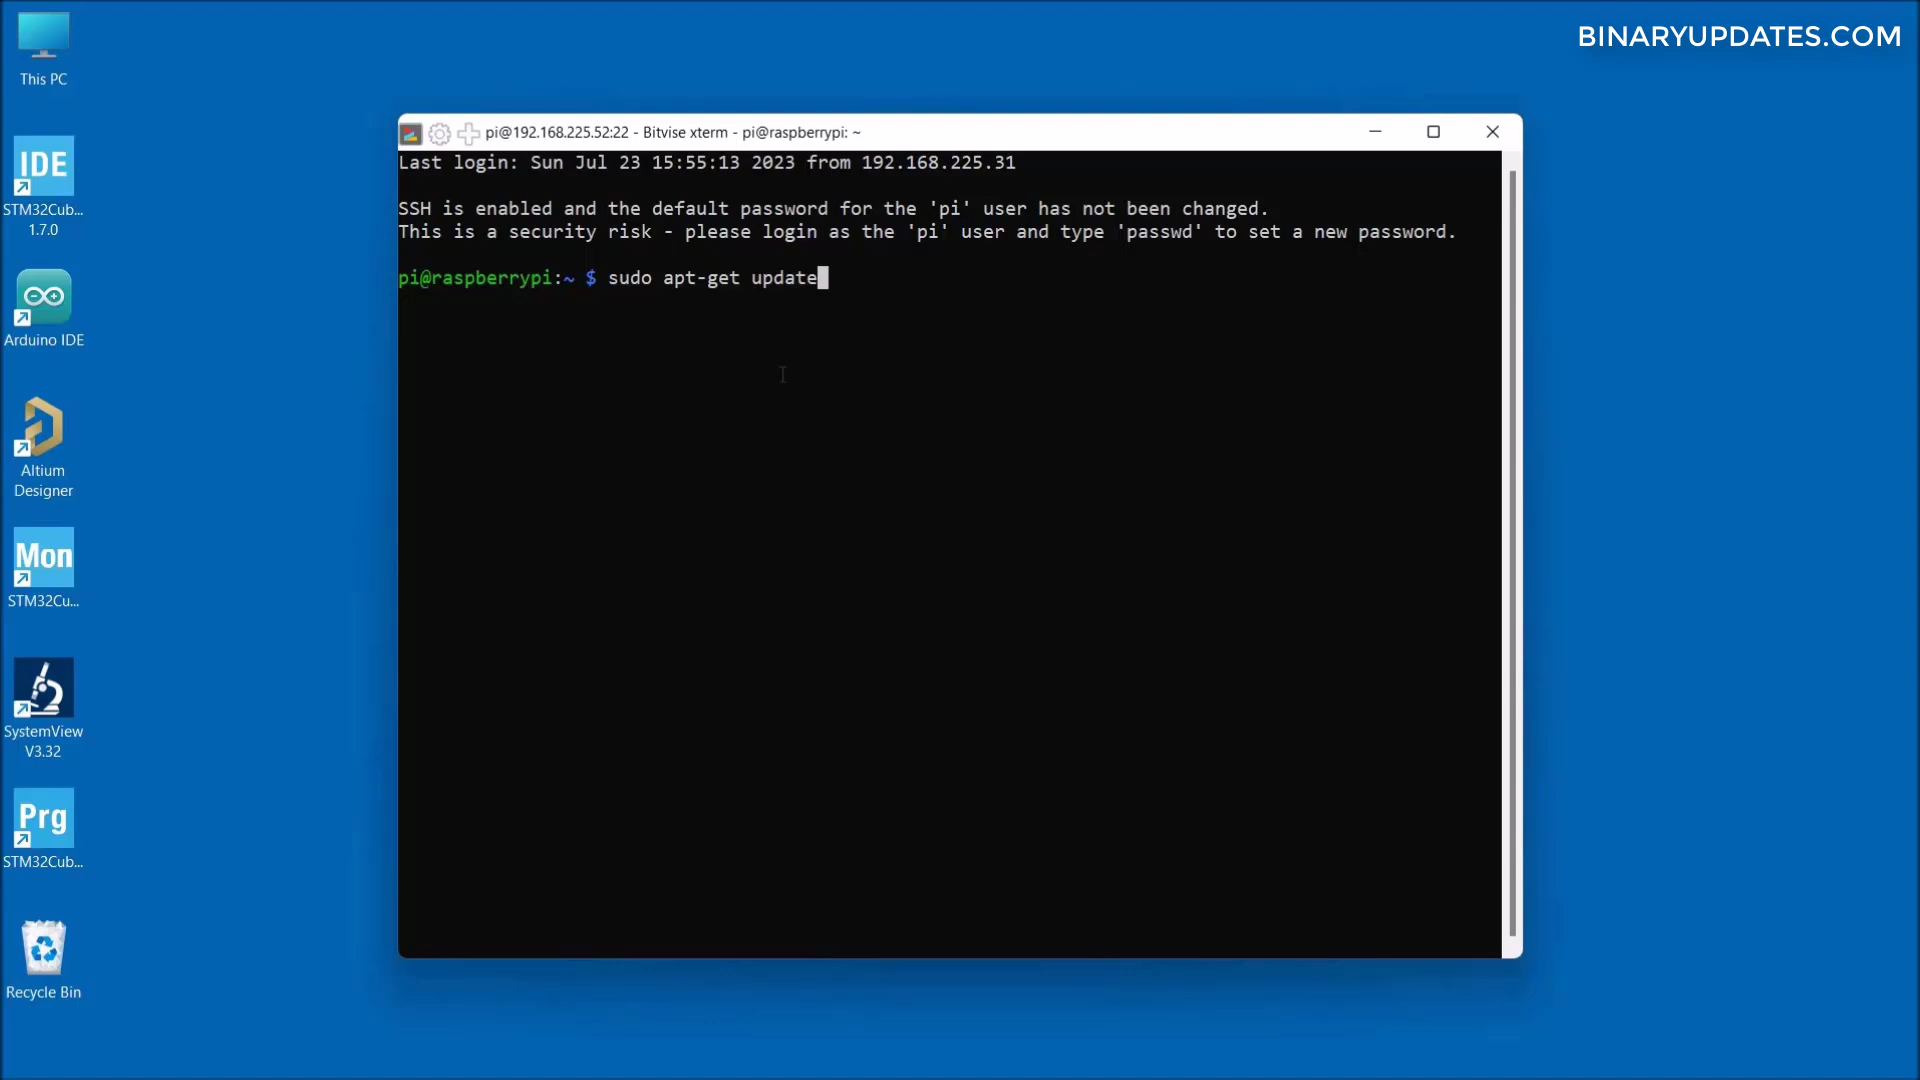 BINARYUPDATES.COM
This PC
IDE
STM32Cub...
1.7.0
Arduino IDE
Altium
Designer
Mon
STM32Cu...
SystemView
V3.32
Prg
STM32Cub...
Recycle Bin
pi@192.168.225.52:22 - Bitvise xterm - pi@raspberrypi: ~
Last login: Sun Jul 23 15:55:13 2023 from 192.168.225.31
SSH is enabled and the default password for the 'pi' user has not been changed.
This is a security risk - please login as the 'pi' user and type 'passwd' to set a new password.
pi@raspberrypi:~ $ sudo apt-get update